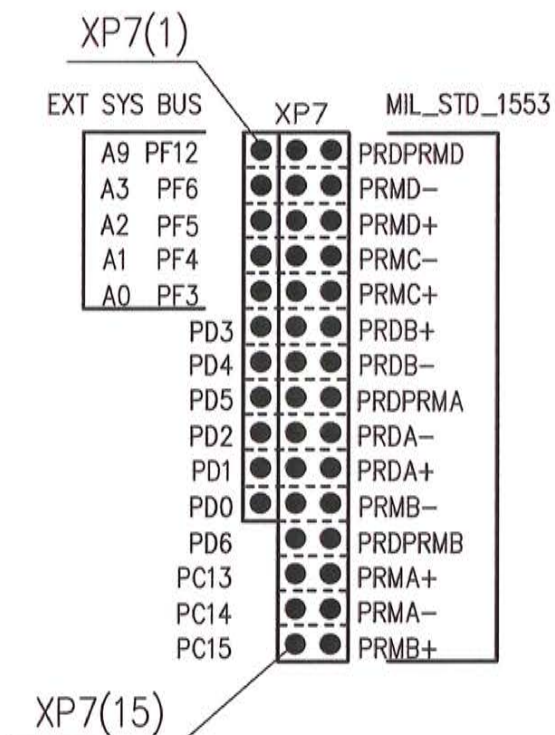 XP7(1)
EXT SYS BUS XP7 MIL_STD_1553
A9 PF12 PRDPRMD
A3 PF6 PRMD-
A2 PF5 PRMD+
A1 PF4 PRMC-
A0 PF3 PRMC+
PD3 PRDB+
PD4 PRDB-
PD5 PRDPRMA
PD2 PRDA-
PD1 PRDA+
PD0 PRMB-
PD6 PRDPRMB
PC13 PRMA+
PC14 PRMA-
PC15 PRMB+
XP7(15)